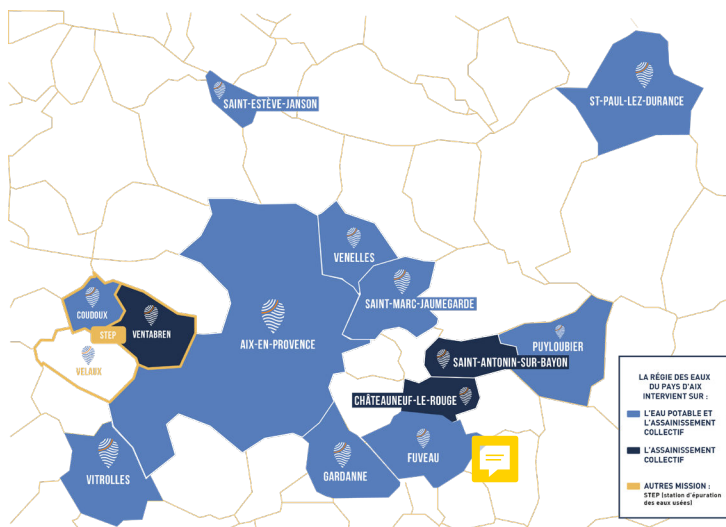 SAINT-ESTÈVE-JANSON
ST-PAUL-LEZ-DURANCE
VENELLES
SAINT-MARC-JAUMEGARDE
COUDOUX
STEP
VENTABREN
AIX-EN-PROVENCE
VELAUX
PUYLOUBIER
SAINT-ANTONIN-SUR-BAYON
CHÂTEAUNEUF-LE-ROUGE
FUVEAU
GARDANNE
VITROLLES
LA RÉGIE DES EAUX
DU PAYS D'AIX
INTERVIENT SUR :
L'EAU POTABLE ET
L'ASSAINISSEMENT
COLLECTIF
L'ASSAINISSEMENT
COLLECTIF
AUTRES MISSION :
STEP (station d'épuration
des eaux usées)